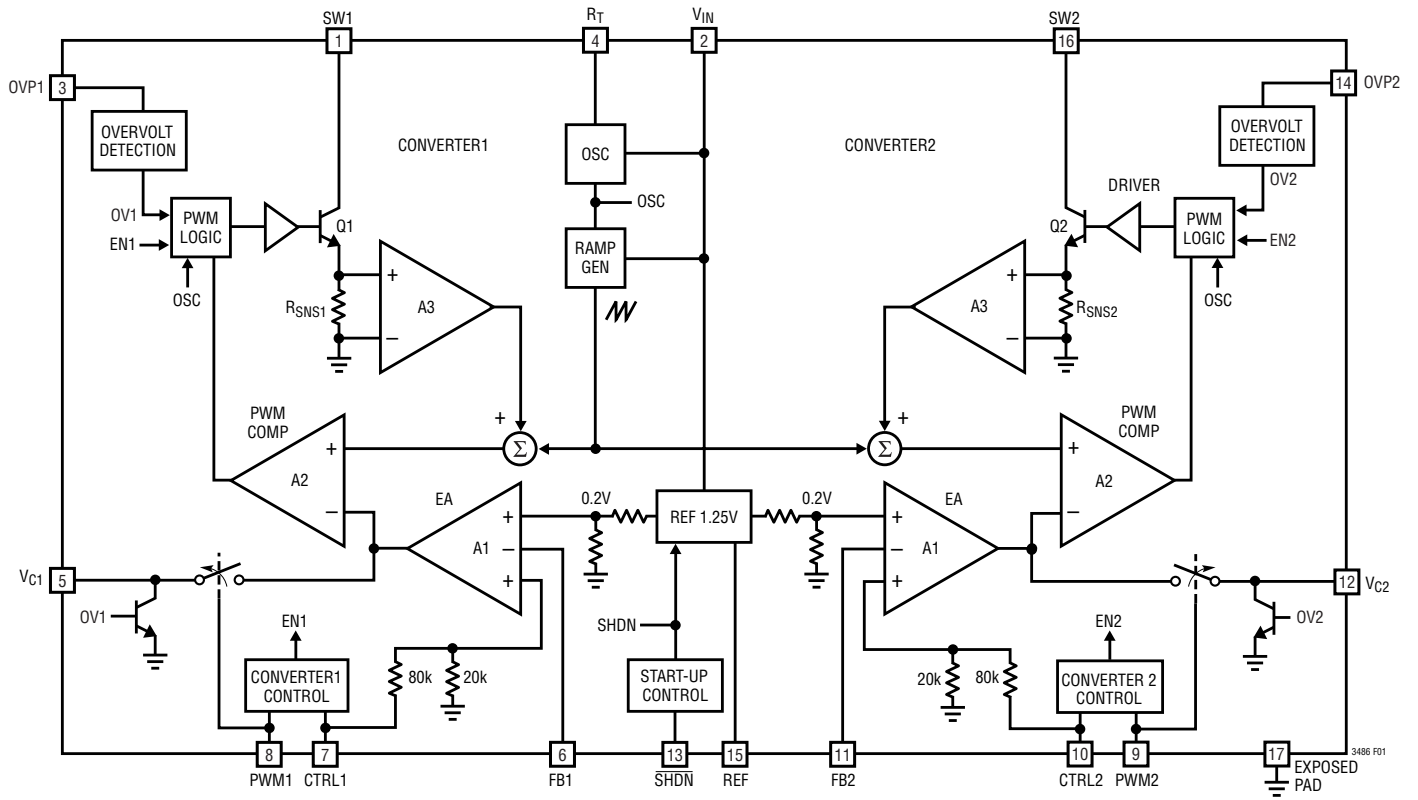 SW1
RT
VIN
SW2
1
4
2
16
OVP1
3
14
OVP2
OVERVOLT
DETECTION
CONVERTER1
OSC
CONVERTER2
OVERVOLT
DETECTION
OV1
EN1
PWM
LOGIC
OSC
Q1
OSC
RAMP
GEN
DRIVER
Q2
PWM
LOGIC
OV2
EN2
OSC
RSNS1
+
–
A3
A3
+
–
RSNS2
PWM
COMP
+
Σ
+
Σ
PWM
COMP
A2
+
–
+
–
A2
EA
A1
+
–
+
0.2V
REF 1.25V
0.2V
EA
A1
+
–
+
VC1
5
12
VC2
OV1
EN1
CONVERTER1
CONTROL
80k
20k
SHDN
START-UP
CONTROL
20k
80k
EN2
CONVERTER 2
CONTROL
OV2
8
7
6
13
15
11
10
9
17
PWM1
CTRL1
FB1
SHDN
REF
FB2
CTRL2
PWM2
EXPOSED
PAD
3486 F01